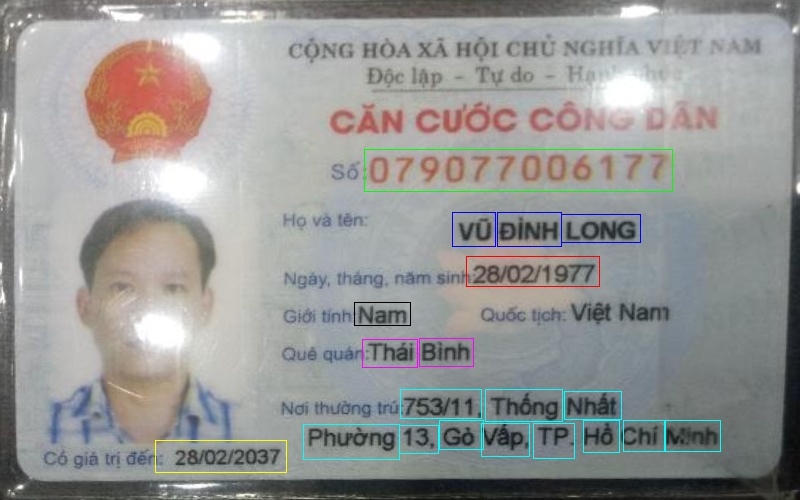 CỘNG HÒA XÃ HỘI CHỦ NGHĨA VIỆT NAM
Độc lập - Tự do - Hạnh phúc
CĂN CƯỚC CÔNG DÂN
Số: 079077006177
Họ và tên: VŨ ĐÌNH LONG
Ngày, tháng, năm sinh: 28/02/1977
Giới tính: Nam Quốc tịch: Việt Nam
Quê quán: Thái Bình
Nơi thường trú: 753/11, Thống Nhất
Phường 13, Gò Vấp, TP. Hồ Chí Minh
Có giá trị đến: 28/02/2037